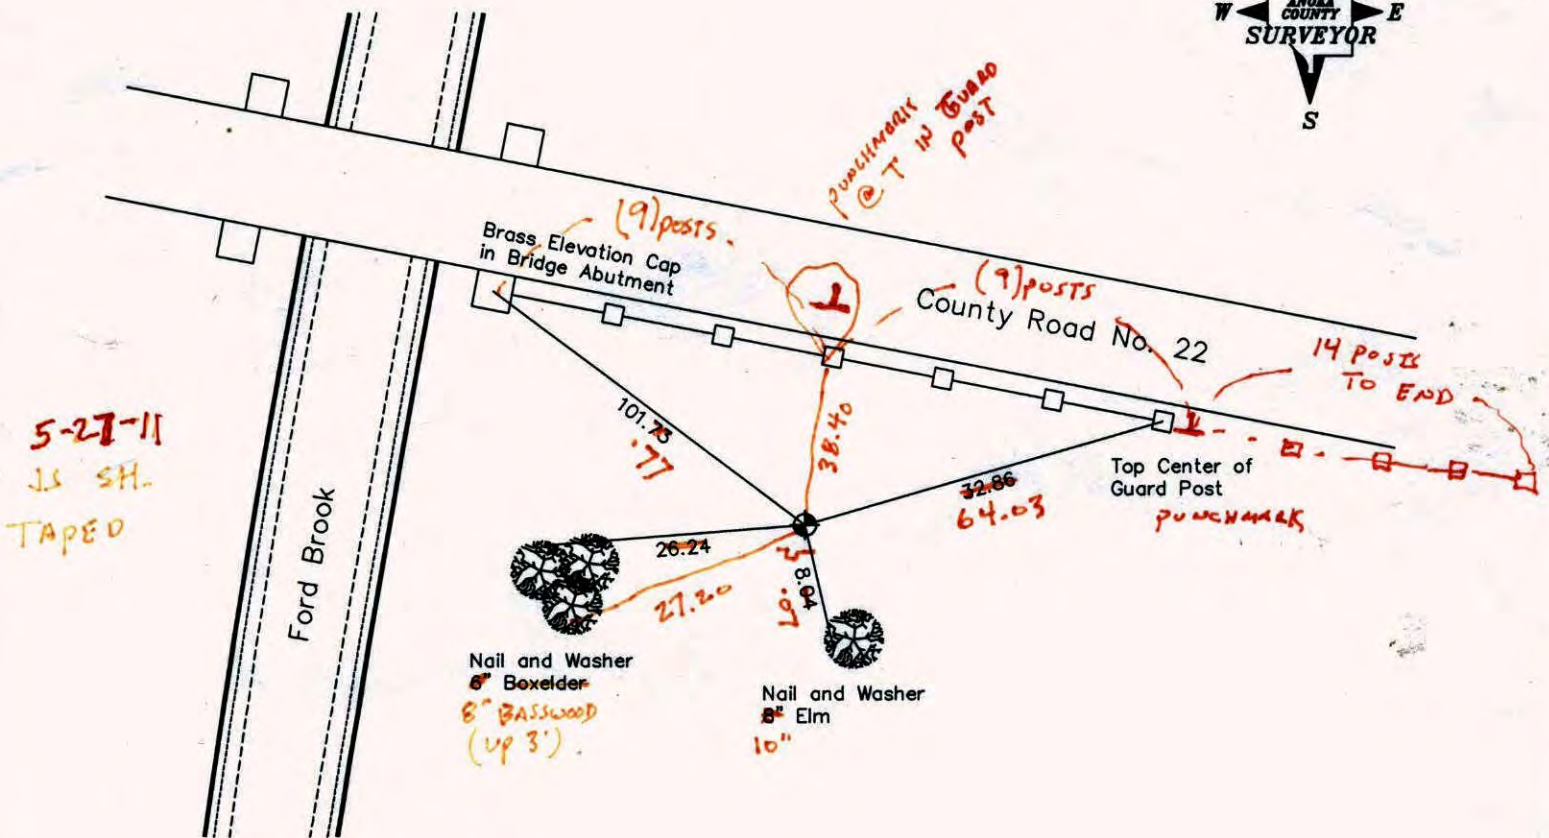 ANOKA
W COUNTY E
SURVEYOR
S
PUNCHMARK
@ "T" IN GUARD
POST
(9) POSTS.
Brass Elevation Cap
in Bridge Abutment
(9) POSTS
County Road No. 22
14 POSTS
TO END
101.73
.77
38.40
32.86
64.03
Top Center of
Guard Post
PUNCHMARK
5-27-11
JS SH.
TAPED
Ford Brook
26.24
27.20
8.04
Nail and Washer
6" Boxelder
8" BASSWOOD
(UP 3')
Nail and Washer
8" Elm
10"